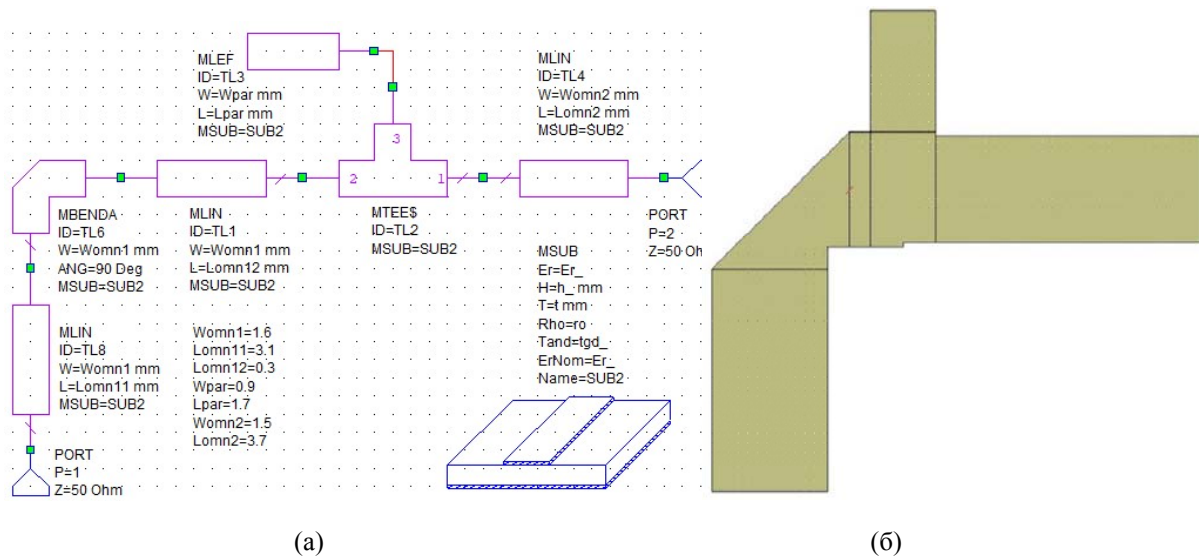 MLEF
ID=TL3
W=Wpar mm
L=Lpar mm
MSUB=SUB2
MLIN
ID=TL4
W=Womn2 mm
L=Lomn2 mm
MSUB=SUB2
3
2
1
MBENDA
ID=TL6
W=Womn1 mm
ANG=90 Deg
MSUB=SUB2
MLIN
ID=TL1
W=Womn1 mm
L=Lomn12 mm
MSUB=SUB2
MTEE$
ID=TL2
MSUB=SUB2
PORT
P=2
Z=50 Oh
MSUB
Er=Er_
H=h_ mm
T=t mm
Rho=ro
Tand=tgd_
ErNom=Er_
Name=SUB2
MLIN
ID=TL8
W=Womn1 mm
L=Lomn11 mm
MSUB=SUB2
Womn1=1.6
Lomn11=3.1
Lomn12=0.3
Wpar=0.9
Lpar=1.7
Womn2=1.5
Lomn2=3.7
PORT
P=1
Z=50 Ohm
(а)
(б)